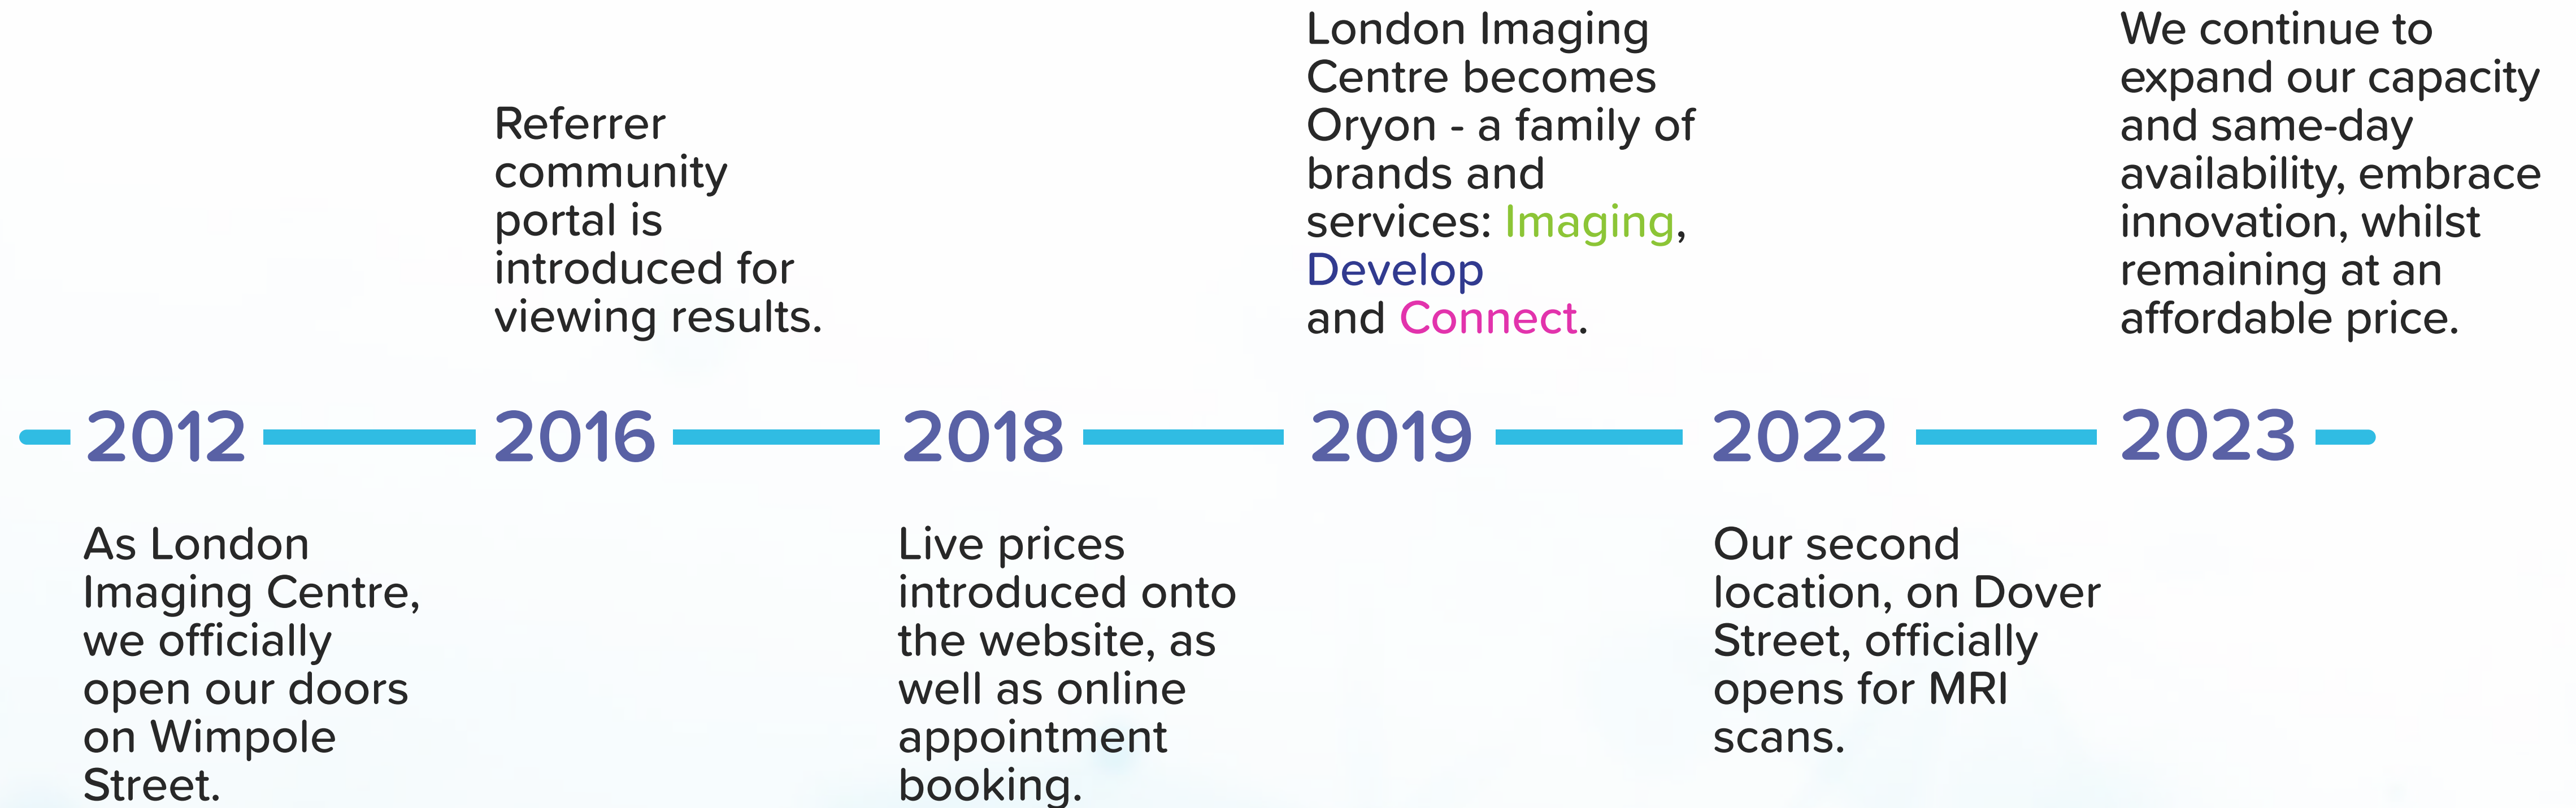 2012
As London
Imaging Centre,
we officially
open our doors
on Wimpole
Street.
Referrer
community
portal is
introduced for
viewing results.
2016
2018
Live prices
introduced onto
the website, as
well as online
appointment
booking.
London Imaging
Centre becomes
Oryon - a family of
brands and
services: Imaging,
Develop
and Connect.
2019
2022
Our second
location, on Dover
Street, officially
opens for MRI
scans.
We continue to
expand our capacity
and same-day
availability, embrace
innovation, whilst
remaining at an
affordable price.
2023